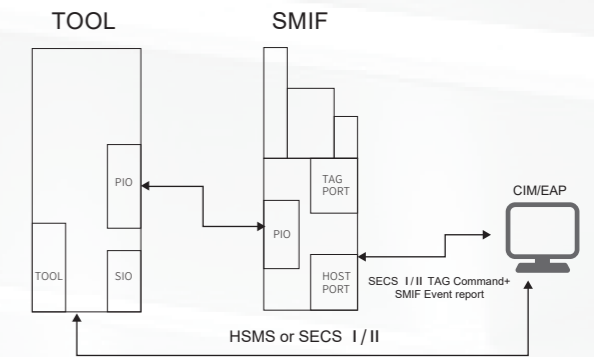 TOOL
SMIF
PIO
TAG
PORT
CIM/EAP
PIO
TOOL
SIO
HOST
PORT
SECS I/II TAG Command+
SMIF Event report
HSMS or SECS I/II